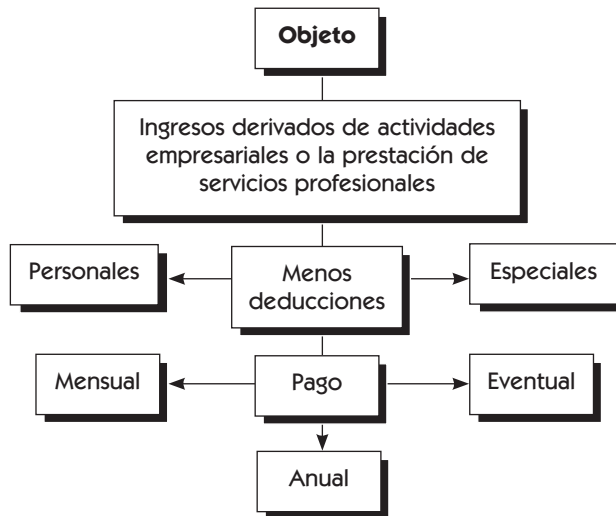 Objeto
Ingresos derivados de actividades
empresariales o la prestación de
servicios profesionales
Personales
Menos
deducciones
Especiales
Mensual
Pago
Eventual
Anual